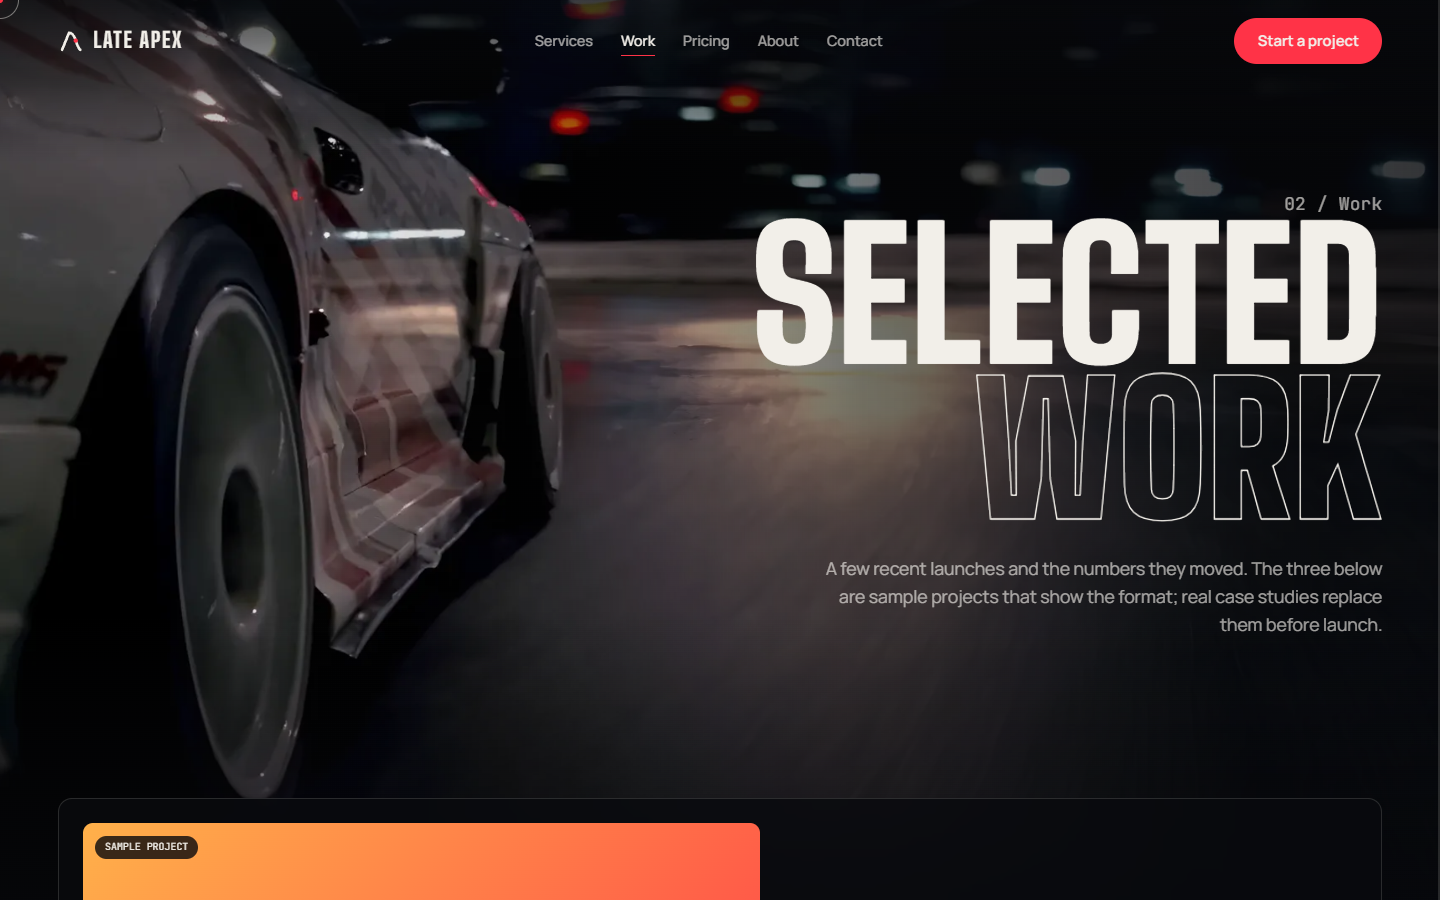 LATE APEX
Services Work Pricing About Contact
Start a project
02 / Work
SELECTED
WORK
A few recent launches and the numbers they moved. The three below
are sample projects that show the format; real case studies replace
them before launch.
SAMPLE PROJECT